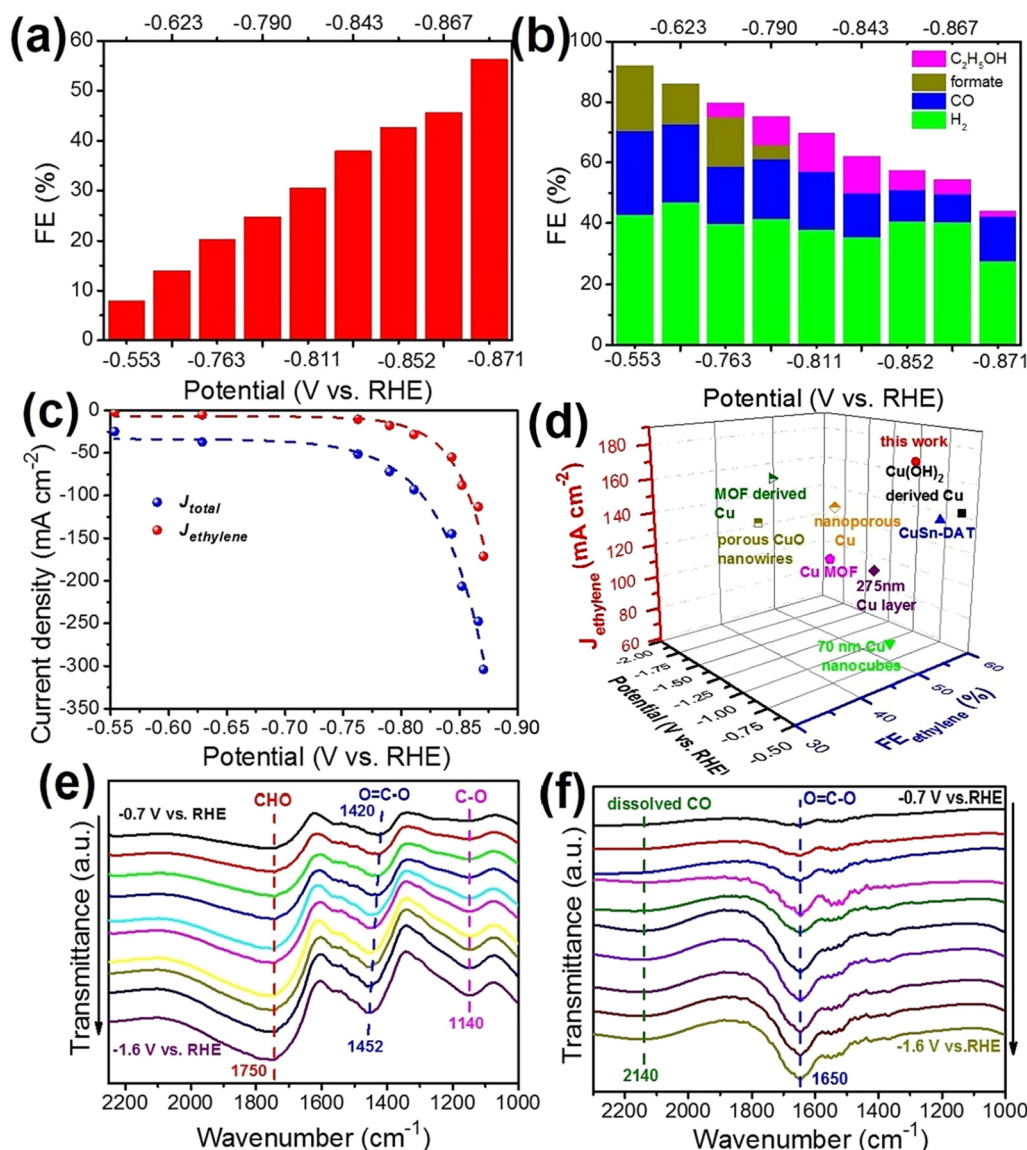 (a)
-0.623 -0.790 -0.843 -0.867
60
50
40
30
20
10
0
FE (%)
-0.553 -0.763 -0.811 -0.852 -0.871
Potential (V vs. RHE)
(b)
-0.623 -0.790 -0.843 -0.867
100
80
60
40
20
0
FE (%)
C₂H₅OH
formate
CO
H₂
-0.553 -0.763 -0.811 -0.852 -0.871
Potential (V vs. RHE)
(c)
0
-50
-100
-150
-200
-250
-300
-350
Current density (mA cm⁻²)
J_total
J_ethylene
-0.55 -0.60 -0.65 -0.70 -0.75 -0.80 -0.85 -0.90
Potential (V vs. RHE)
(d)
180
160
140
120
100
80
60
J_ethylene (mA cm⁻²)
this work
Cu(OH)₂
derived Cu
MOF derived
Cu
nanoporous
Cu
CuSn-DAT
porous CuO
nanowires
Cu MOF
275nm
Cu layer
70 nm-Cu
nanocubes
-2.00
-1.75
-1.50
-1.25
-1.00
-0.75
-0.50
Potential (V vs. RHE)
30
40
50
60
FE_ethylene (%)
(e)
CHO
O=C-O
C-O
1420
-0.7 V vs. RHE
-1.6 V vs. RHE
1750
1452
1140
Transmittance (a.u.)
2200 2000 1800 1600 1400 1200 1000
Wavenumber (cm⁻¹)
(f)
dissolved CO
O=C-O
-0.7 V vs.RHE
-1.6 V vs.RHE
2140
1650
Transmittance (a.u.)
2200 2000 1800 1600 1400 1200 1000
Wavenumber (cm⁻¹)